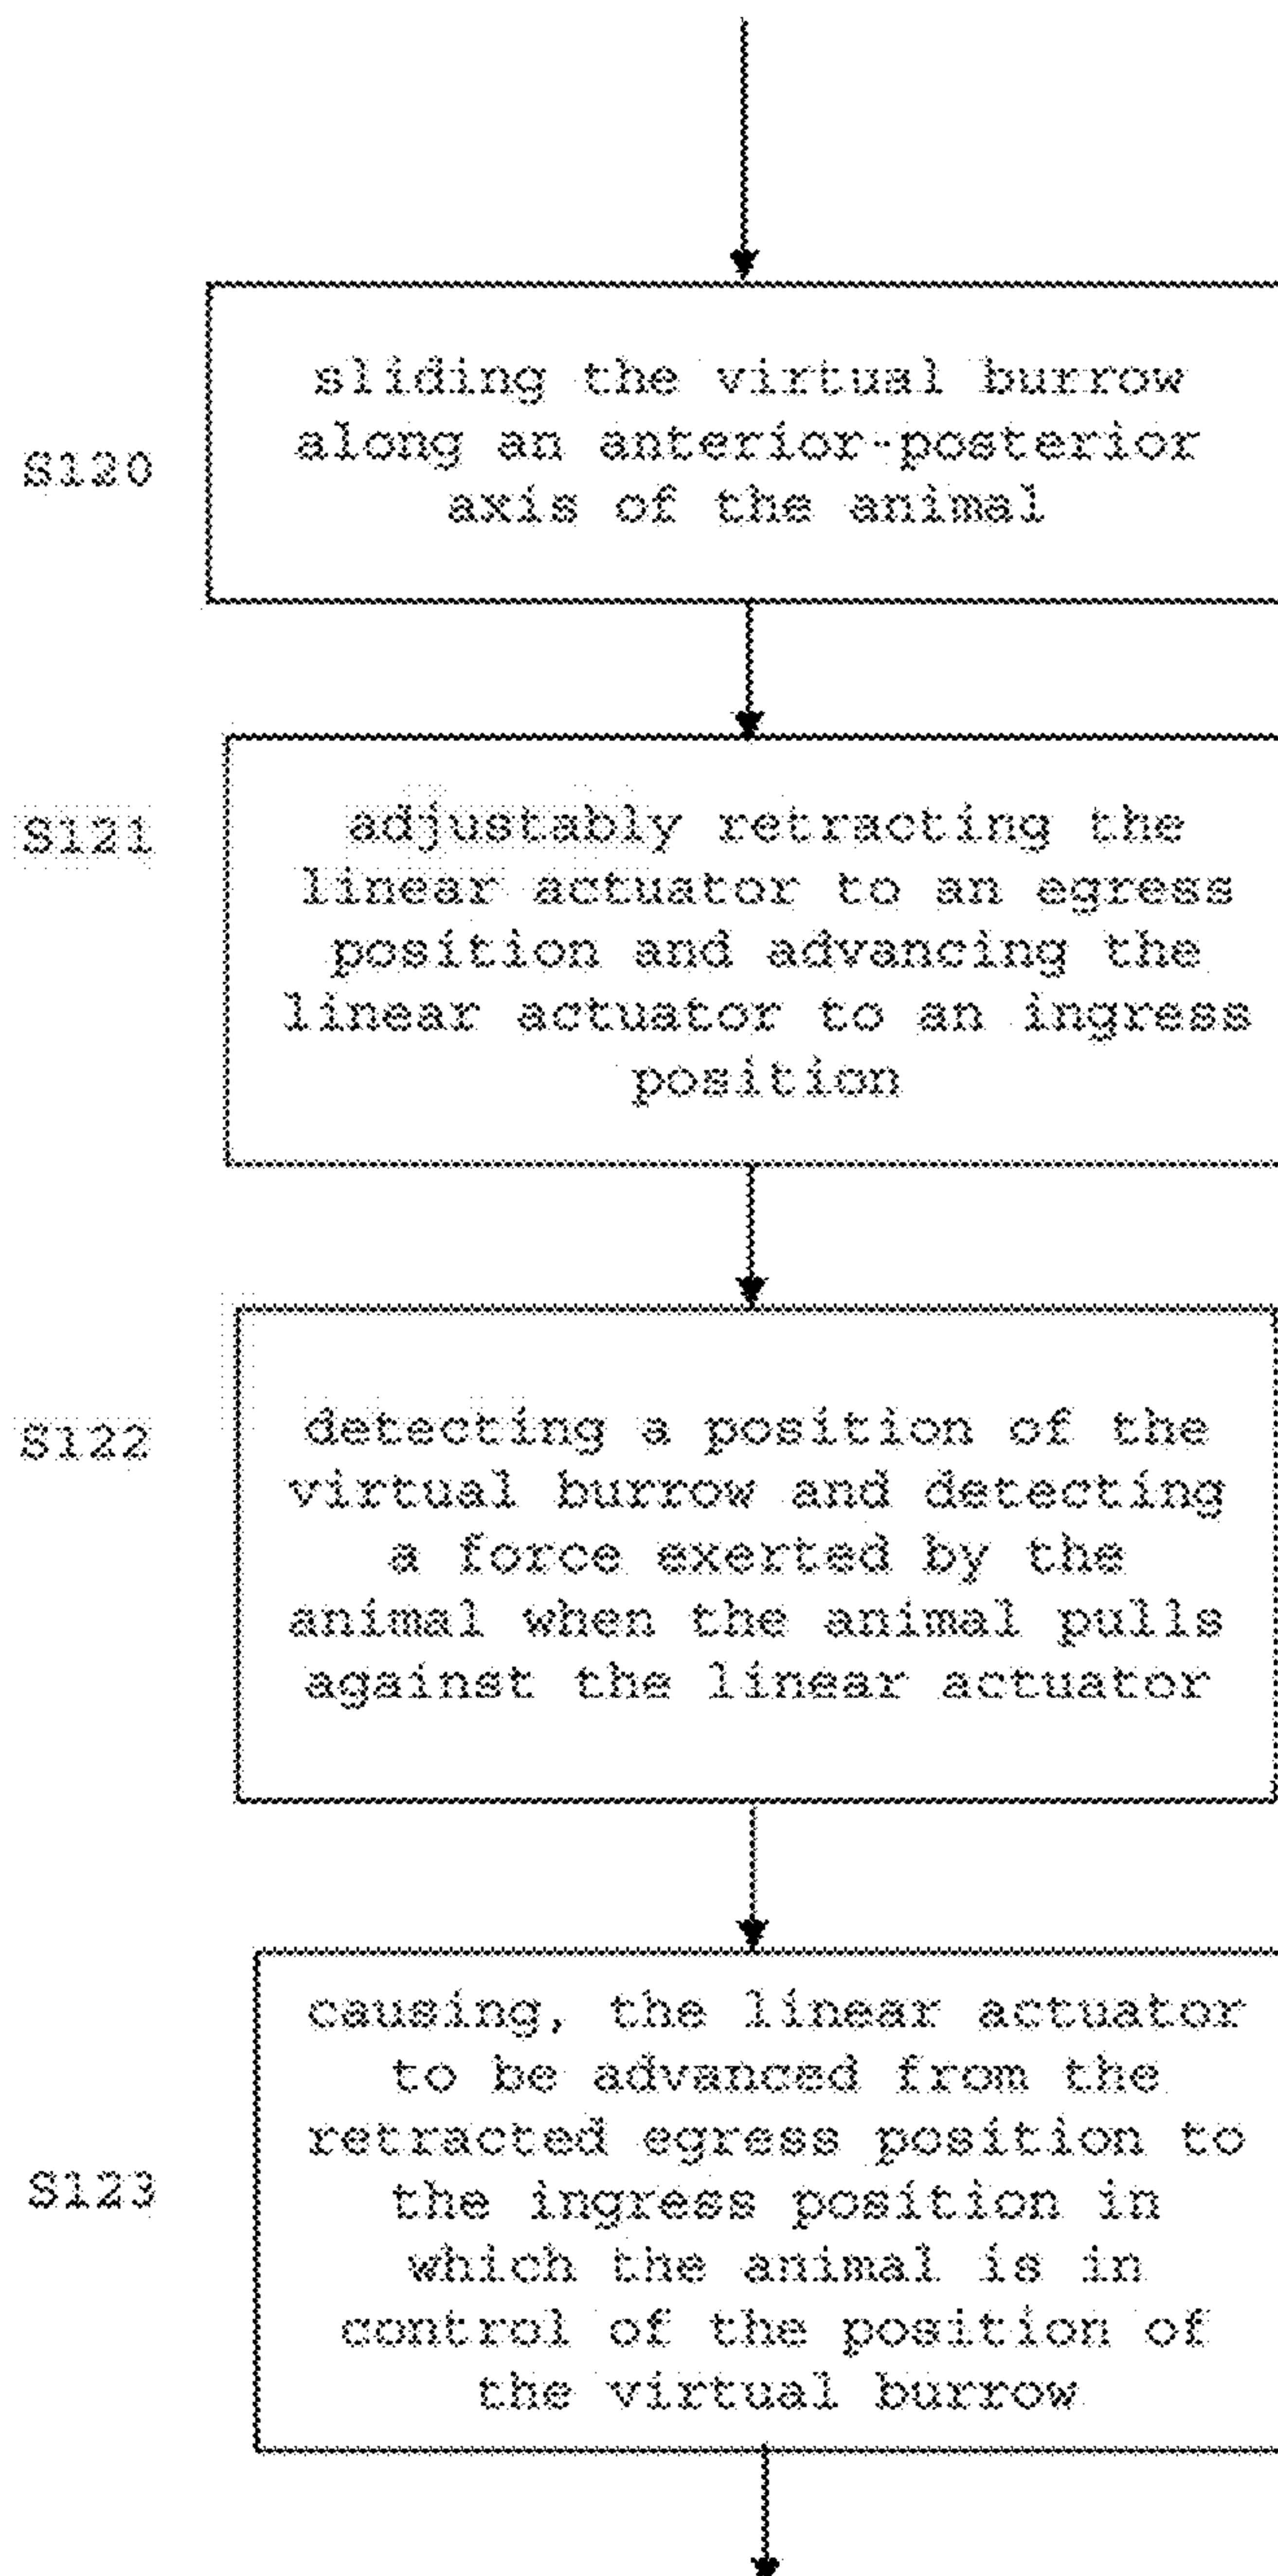 S120
sliding the virtual burrow
along an anterior-posterior
axis of the animal
S121
adjustably retracting the
linear actuator to an egress
position and advancing the
linear actuator to an ingress
position
S122
detecting a position of the
virtual burrow and detecting
a force exerted by the
animal when the animal pulls
against the linear actuator
S123
causing, the linear actuator
to be advanced from the
retracted egress position to
the ingress position in
which the animal is in
control of the position of
the virtual burrow